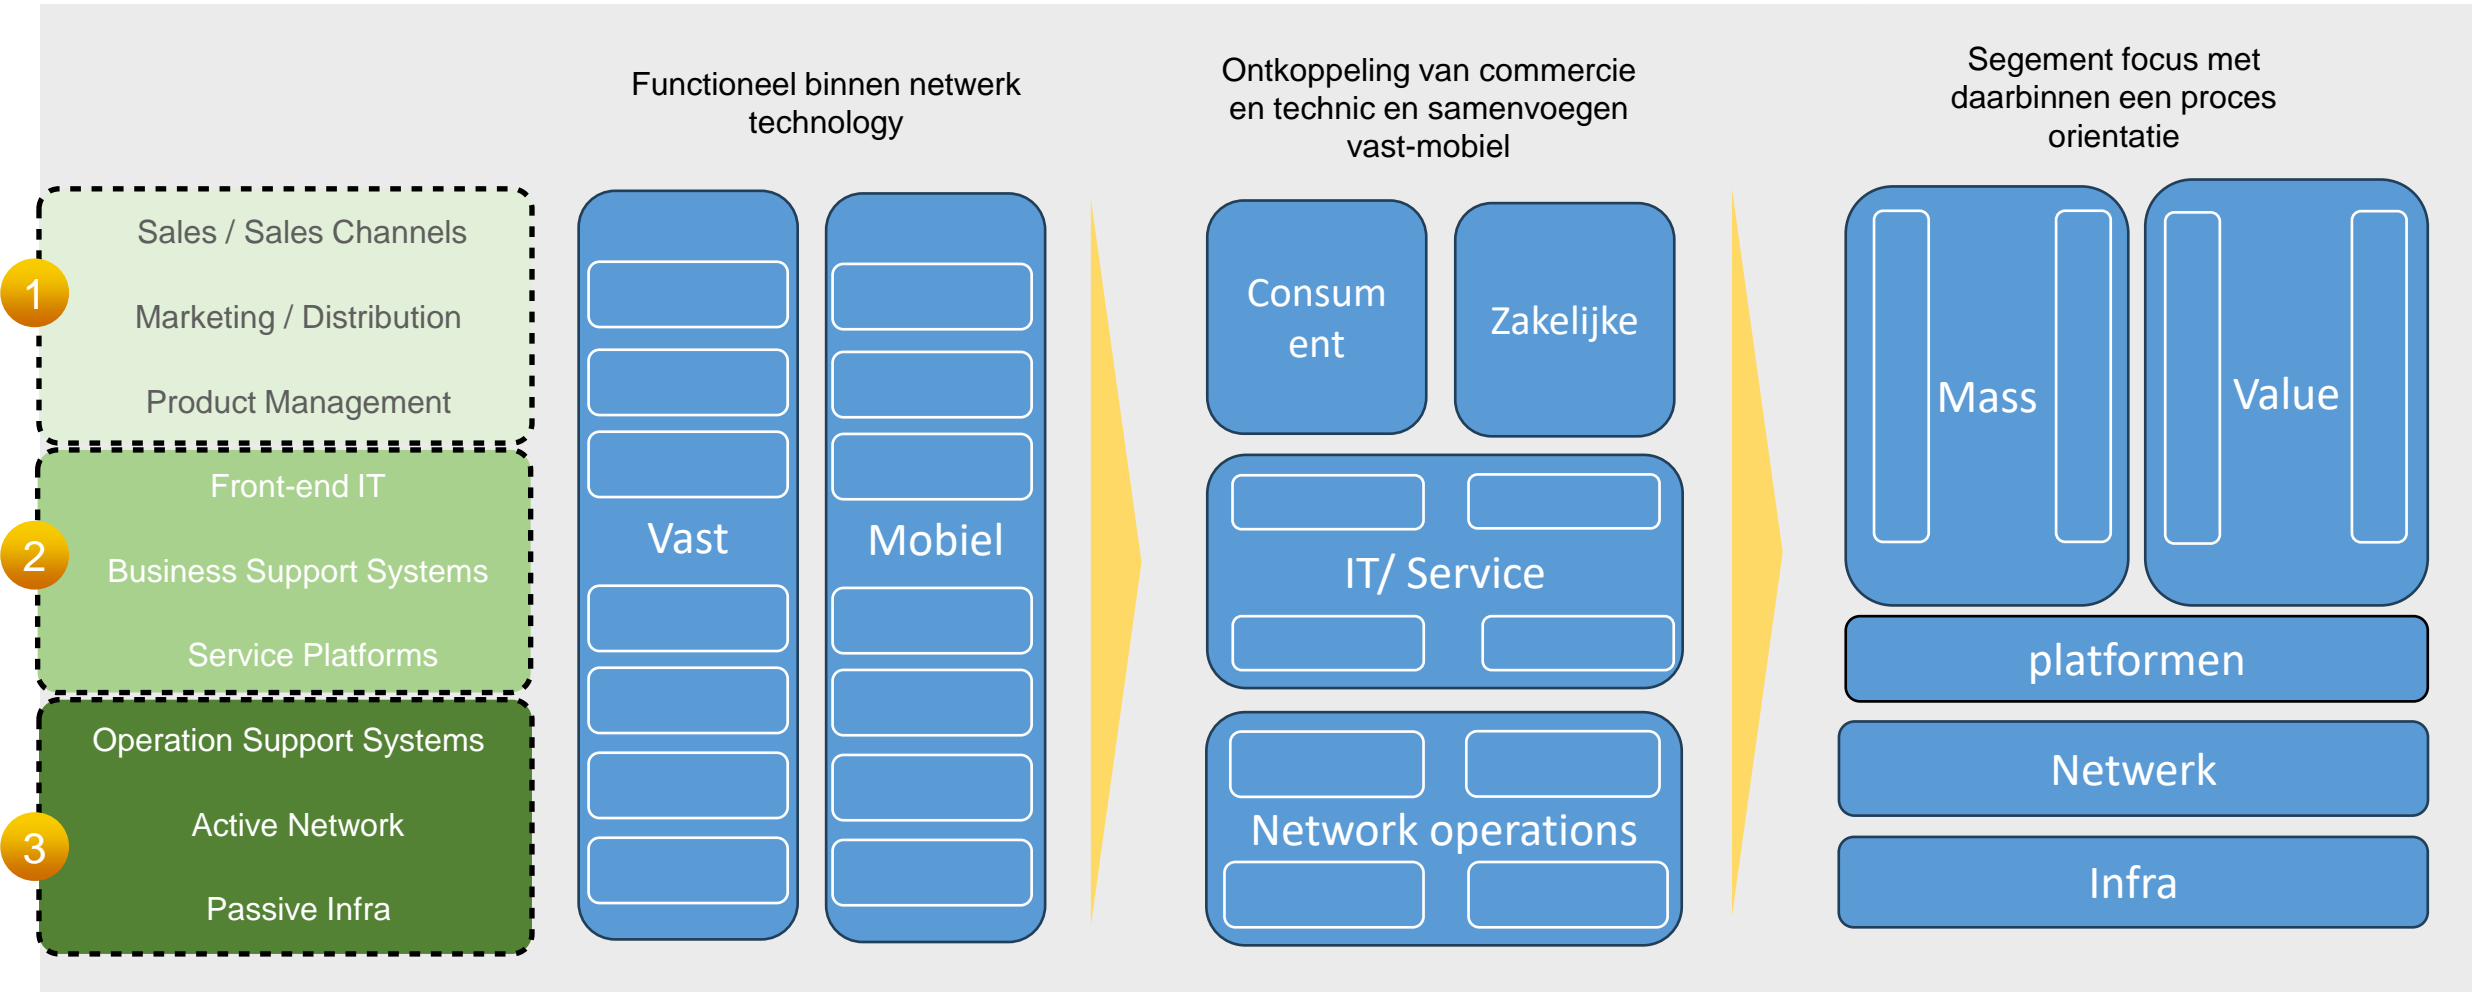 Functioneel binnen netwerk
technology
Ontkoppeling van commercie
en technic en samenvoegen
vast-mobiel
Segement focus met
daarbinnen een proces
orientatie
1
Sales / Sales Channels
Marketing / Distribution
Product Management
2
Front-end IT
Business Support Systems
Service Platforms
3
Operation Support Systems
Active Network
Passive Infra
Vast
Mobiel
Consum
ent
Zakelijke
IT/ Service
Network operations
Mass
Value
platformen
Netwerk
Infra